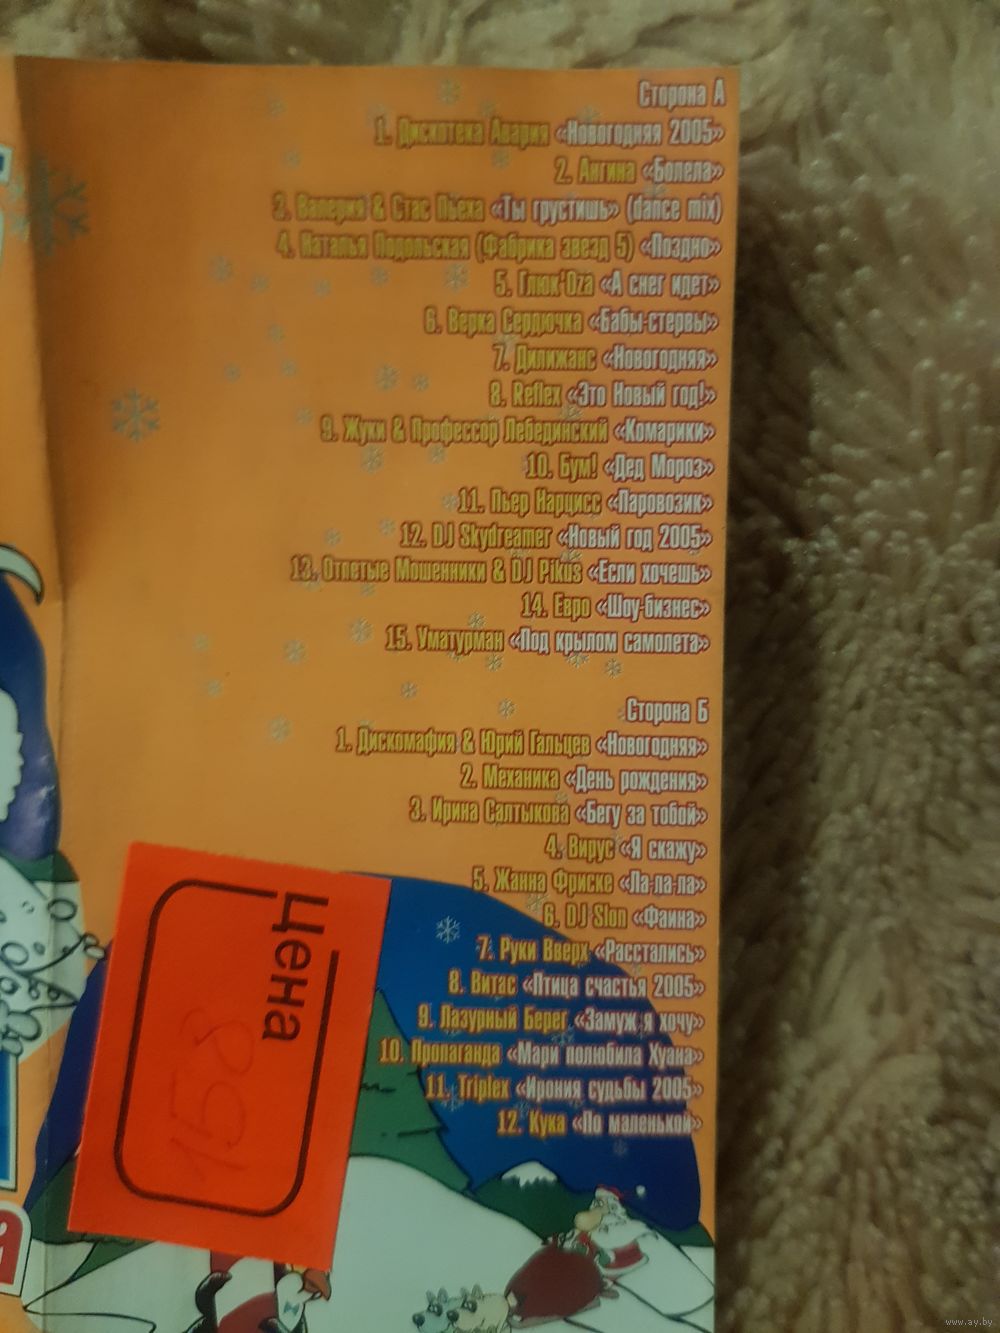 Сторона А
1. Дискотека Авария «Новогодняя 2005»
2. Ангина «Болела»
3. Валерия & Стас Пьеха «Ты грустишь» (dance mix)
4. Наталья Подольская (Фабрика звезд 5) «Поздно»
5. Глюк'Oza «А снег идет»
6. Верка Сердючка «Бабы-стервы»
7. Дилижанс «Новогодняя»
8. Reflex «Это Новый год!»
9. Жуки & Профессор Лебединский «Комарики»
10. Бум! «Дед Мороз»
11. Пьер Нарцисс «Паровозик»
12. DJ Skydreamer «Новый год 2005»
13. Отпетые Мошенники & DJ Pikus «Если хочешь»
14. Евро «Шоу-бизнес»
15. Уматурман «Под крылом самолета»
Сторона Б
1. Дискомафия & Юрий Гальцев «Новогодняя»
2. Механика «День рождения»
3. Ирина Салтыкова «Бегу за тобой»
4. Вирус «Я скажу»
5. Жанна Фриске «Ла-ла-ла»
6. DJ Slon «Фаина»
7. Руки Вверх «Расстались»
8. Витас «Птица счастья 2005»
9. Лазурный Берег «Замуж я хочу»
10. Пропаганда «Мари полюбила Хуана»
11. Triplex «Ирония судьбы 2005»
12. Кука «По маленькой»
Цена
158
Я
www.ay.by